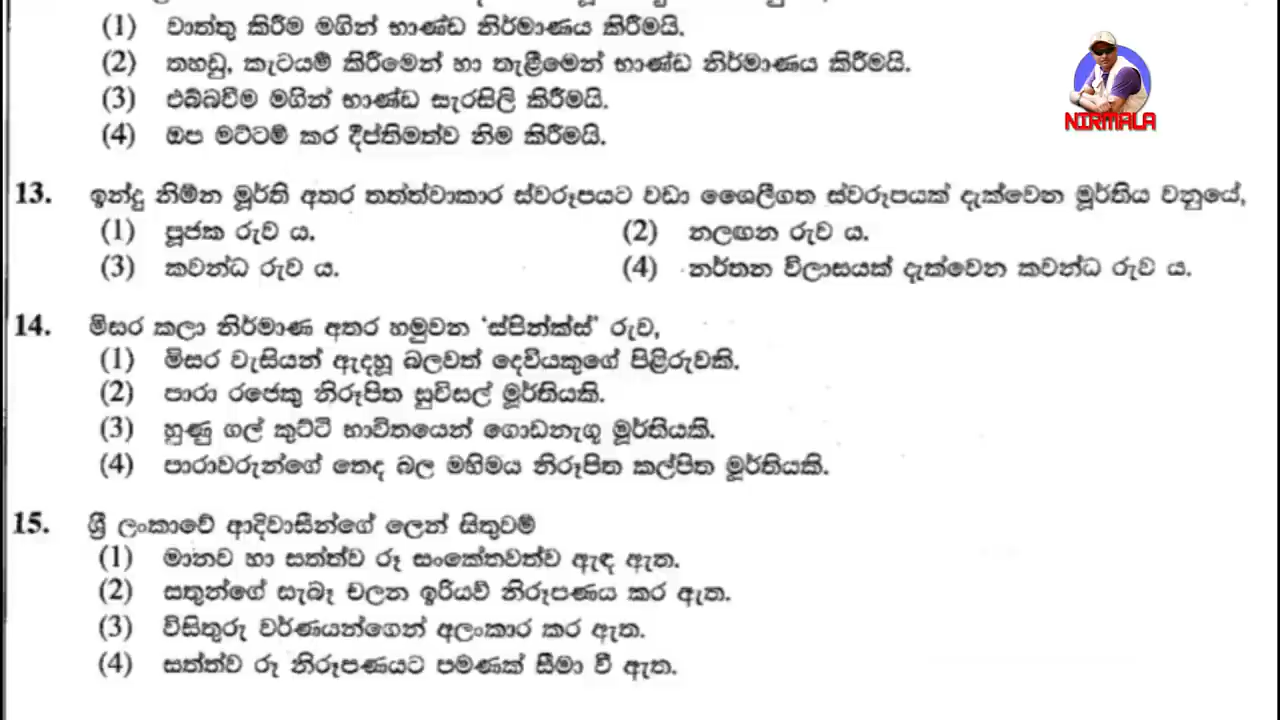 (1) වාත්තු කිරීම මගින් භාණ්ඩ නිර්මාණය කිරීමයි.
(2) තහඩු, කැටයම් කිරීමෙන් හා තැළීමෙන් භාණ්ඩ නිර්මාණය කිරීමයි.
(3) එබ්බවීම මගින් භාණ්ඩ සැරසිලි කිරීමයි.
(4) ඔප මට්ටම් කර දීප්තිමත්ව නිම කිරීමයි.
NIRMALA
13. ඉන්දු නිම්න මූර්ති අතර තත්ත්වාකාර ස්වරූපයට වඩා ශෛලීගත ස්වරූපයක් දැක්වෙන මූර්තිය වනුයේ,
(1) පූජක රුව ය. (2) නලඟන රුව ය.
(3) කවන්ධ රුව ය. (4) නර්තන විලාසයක් දැක්වෙන කවන්ධ රුව ය.
14. මිසර කලා නිර්මාණ අතර හමුවන ‘ස්පින්ක්ස්’ රුව,
(1) මිසර වැසියන් ඇදහූ බලවත් දෙවියකුගේ පිළිරුවකි.
(2) පාරා රජෙකු නිරූපිත සුවිසල් මූර්තියකි.
(3) හුණු ගල් කුට්ටි භාවිතයෙන් ගොඩනැගූ මූර්තියකි.
(4) පාරාවරුන්ගේ තෙද බල මහිමය නිරූපිත කල්පිත මූර්තියකි.
15. ශ්‍රී ලංකාවේ ආදිවාසීන්ගේ ලෙන් සිතුවම්
(1) මානව හා සත්ත්ව රූ සංකේතවත්ව ඇඳ ඇත.
(2) සතුන්ගේ සැබෑ චලන ඉරියව් නිරූපණය කර ඇත.
(3) විසිතුරු වර්ණයන්ගෙන් අලංකාර කර ඇත.
(4) සත්ත්ව රූ නිරූපණයට පමණක් සීමා වී ඇත.